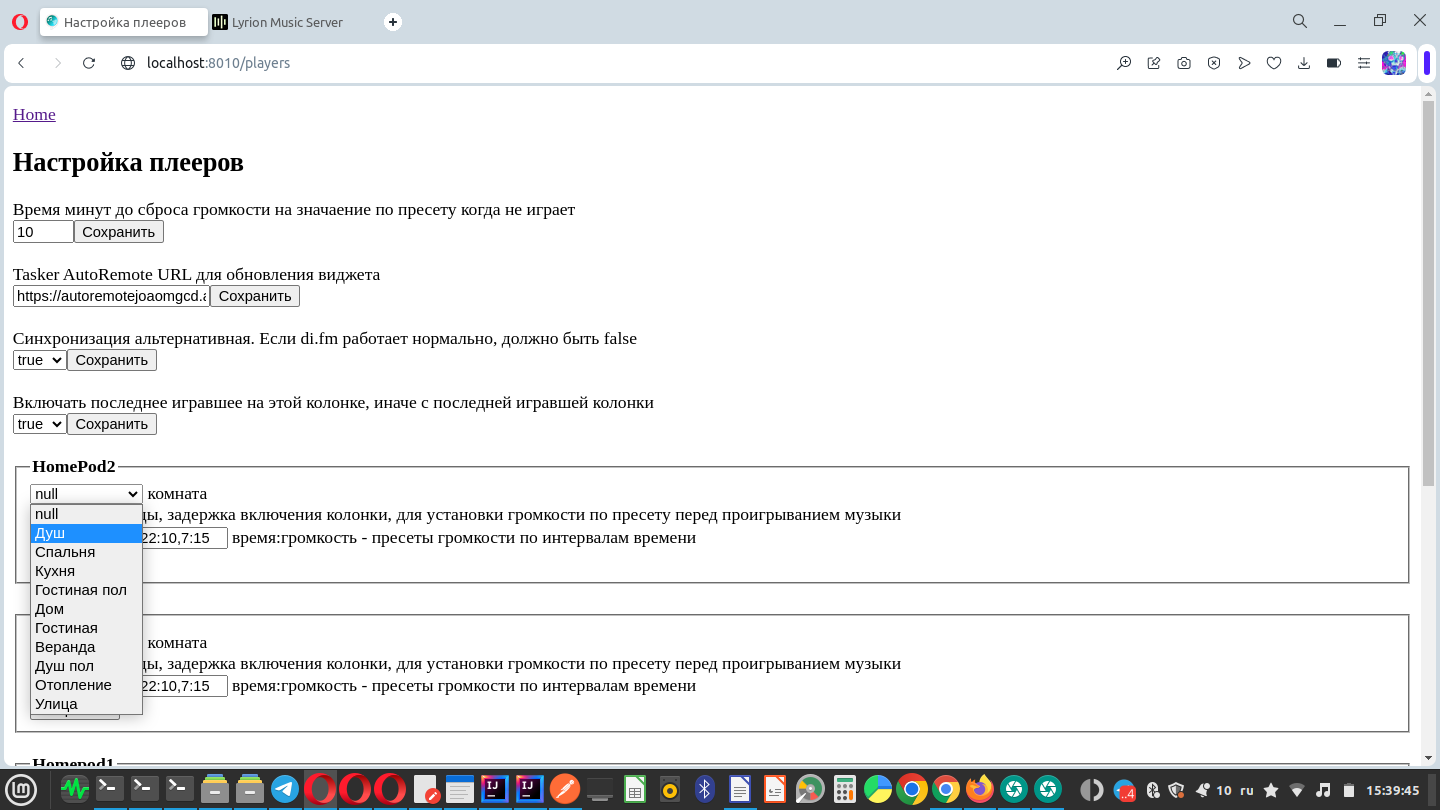 Настройка плееров
Lyrion Music Server
localhost:8010/players
Home
Настройка плееров
Время минут до сброса громкости на значаение по пресету когда не играет
10 Сохранить
Tasker AutoRemote URL для обновления виджета
https://autoremotejoaomgcd.a Сохранить
Синхронизация альтернативная. Если di.fm работает нормально, должно быть false
true Сохранить
Включать последнее игравшее на этой колонке, иначе с последней игравшей колонки
true Сохранить
HomePod2
null комната
null
ды, задержка включения колонки, для установки громкости по пресету перед проигрыванием музыки
Душ
22:10,7:15 время:громкость - пресеты громкости по интервалам времени
Спальня
Кухня
Гостиная пол
Дом
Гостиная
Веранда
Душ пол
Отопление
Улица
комната
ды, задержка включения колонки, для установки громкости по пресету перед проигрыванием музыки
22:10,7:15 время:громкость - пресеты громкости по интервалам времени
Homepod1
10 ru 15:39:45